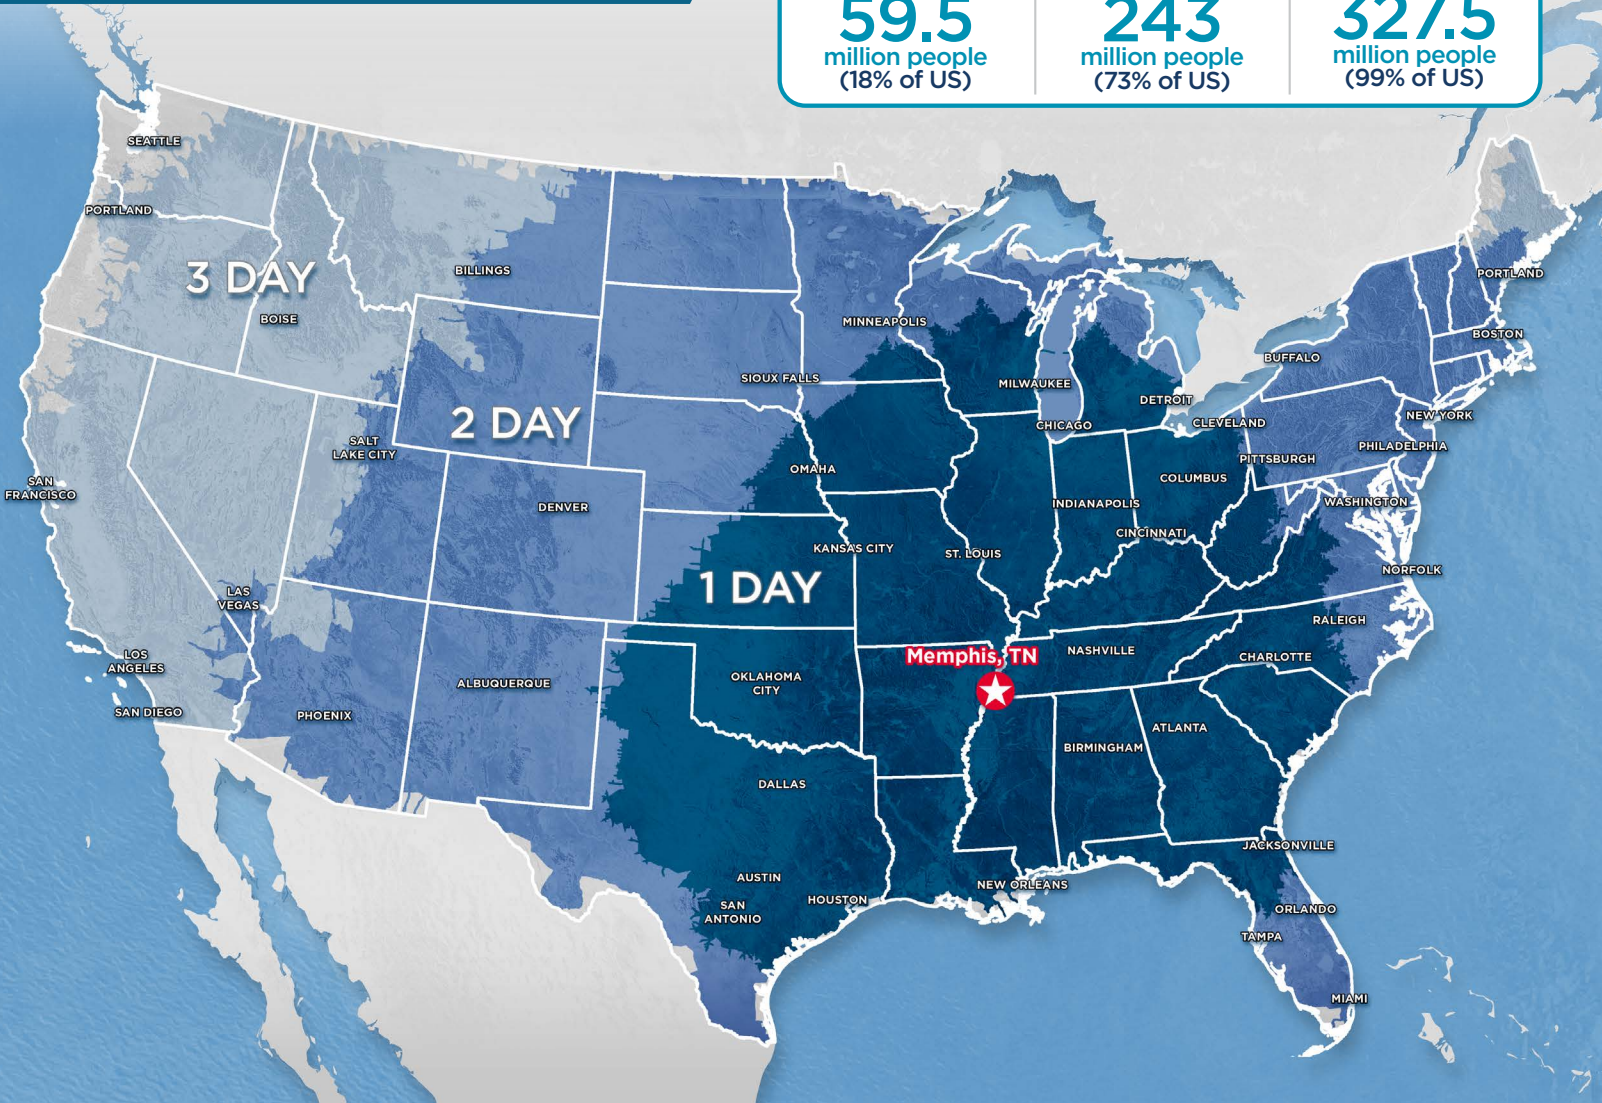 59.5
million people
(18% of US)
243
million people
(73% of US)
327.5
million people
(99% of US)
SEATTLE
PORTLAND
3 DAY
BOISE
BILLINGS
MINNEAPOLIS
SIOUX FALLS
2 DAY
SALT
LAKE CITY
SAN
FRANCISCO
DENVER
OMAHA
MILWAUKEE
CHICAGO
DETROIT
CLEVELAND
BUFFALO
PORTLAND
BOSTON
NEW YORK
PHILADELPHIA
PITTSBURGH
COLUMBUS
WASHINGTON
INDIANAPOLIS
CINCINNATI
KANSAS CITY
ST. LOUIS
1 DAY
NORFOLK
RALEIGH
LAS
VEGAS
LOS
ANGELES
SAN DIEGO
PHOENIX
ALBUQUERQUE
OKLAHOMA
CITY
Memphis, TN
NASHVILLE
CHARLOTTE
ATLANTA
BIRMINGHAM
DALLAS
AUSTIN
SAN
ANTONIO
HOUSTON
NEW ORLEANS
JACKSONVILLE
ORLANDO
TAMPA
MIAMI